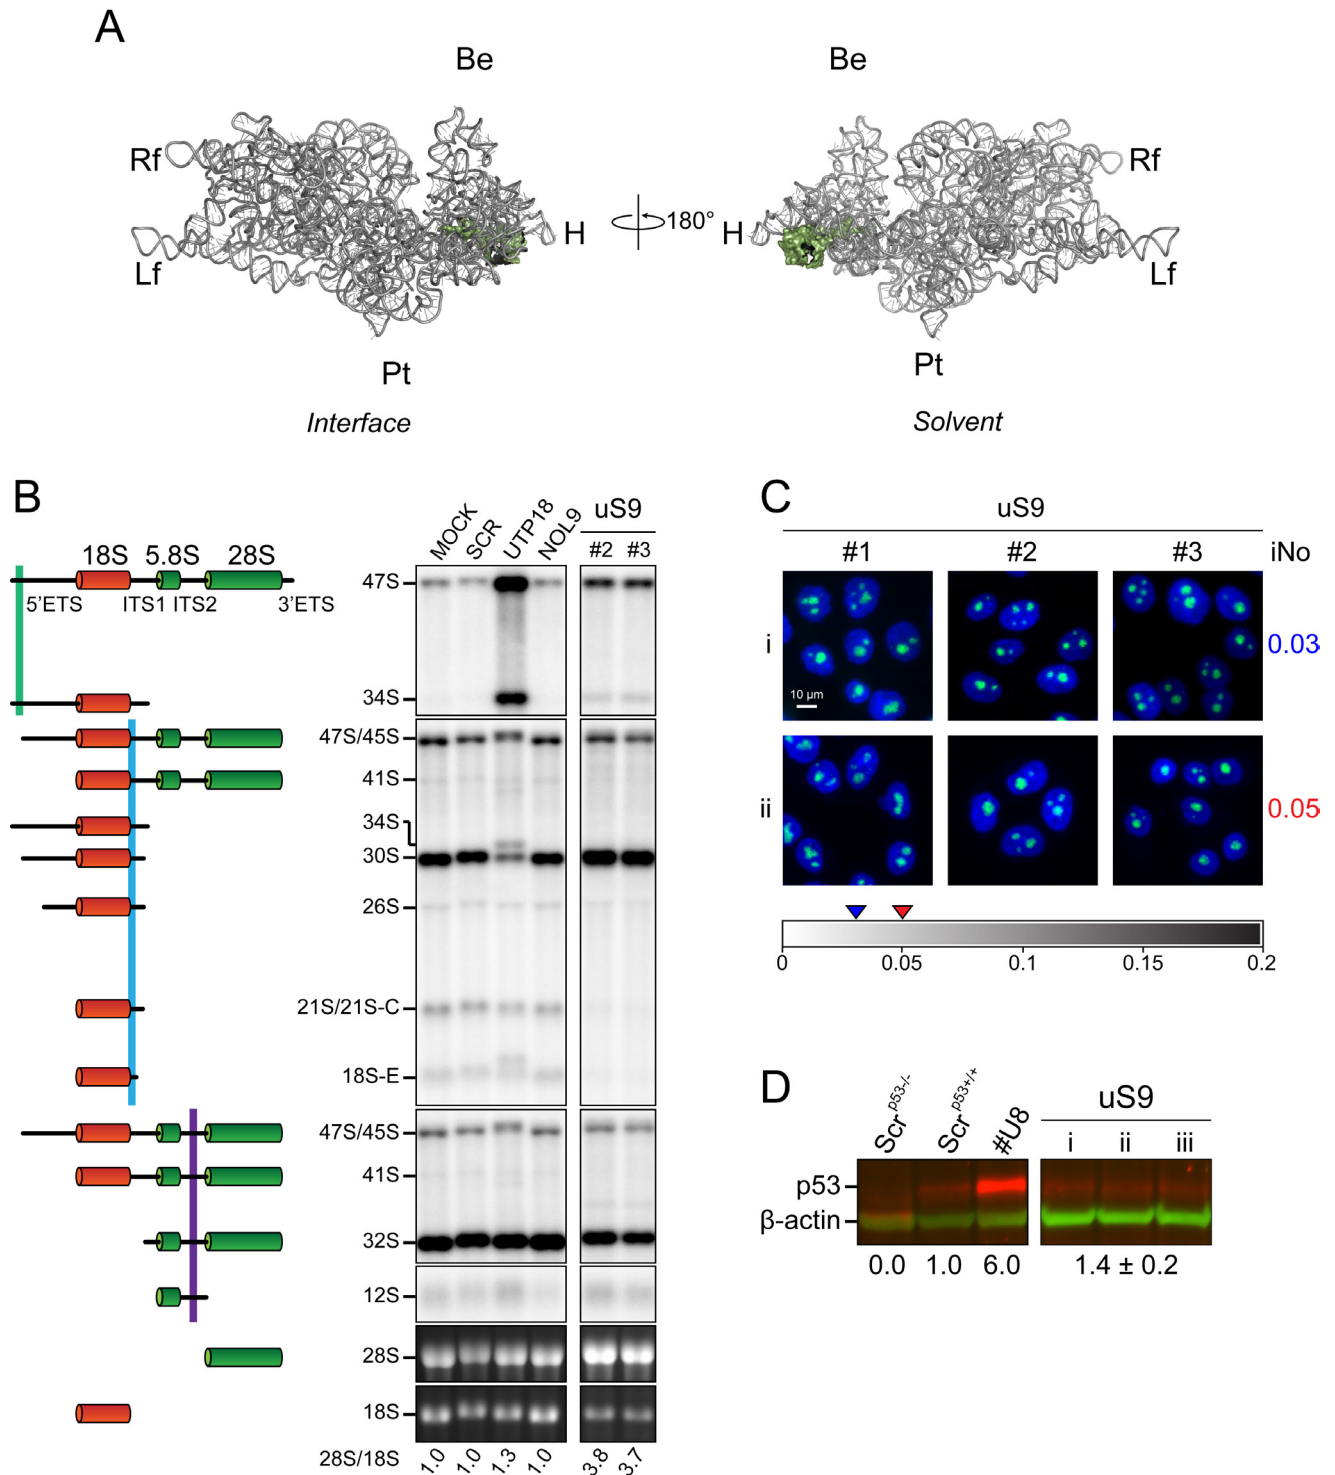 A
Be
Be
Rf
Rf
H
180°
H
Lf
Lf
Pt
Pt
Interface
Solvent
B
MOCK
SCR
UTP18
NOL9
uS9
#2
#3
18S
5.8S
28S
5'ETS
ITS1
ITS2
3'ETS
47S
34S
47S/45S
41S
34S
30S
26S
21S/21S-C
18S-E
47S/45S
41S
32S
12S
28S
18S
28S/18S
1.0
1.0
1.3
1.0
3.8
3.7
C
uS9
#1
#2
#3
iNo
i
10 µm
0.03
ii
0.05
0
0.05
0.1
0.15
0.2
D
Scr p53-/-
Scr p53+/+
#U8
uS9
i
ii
iii
p53
β-actin
0.0
1.0
6.0
1.4 ± 0.2